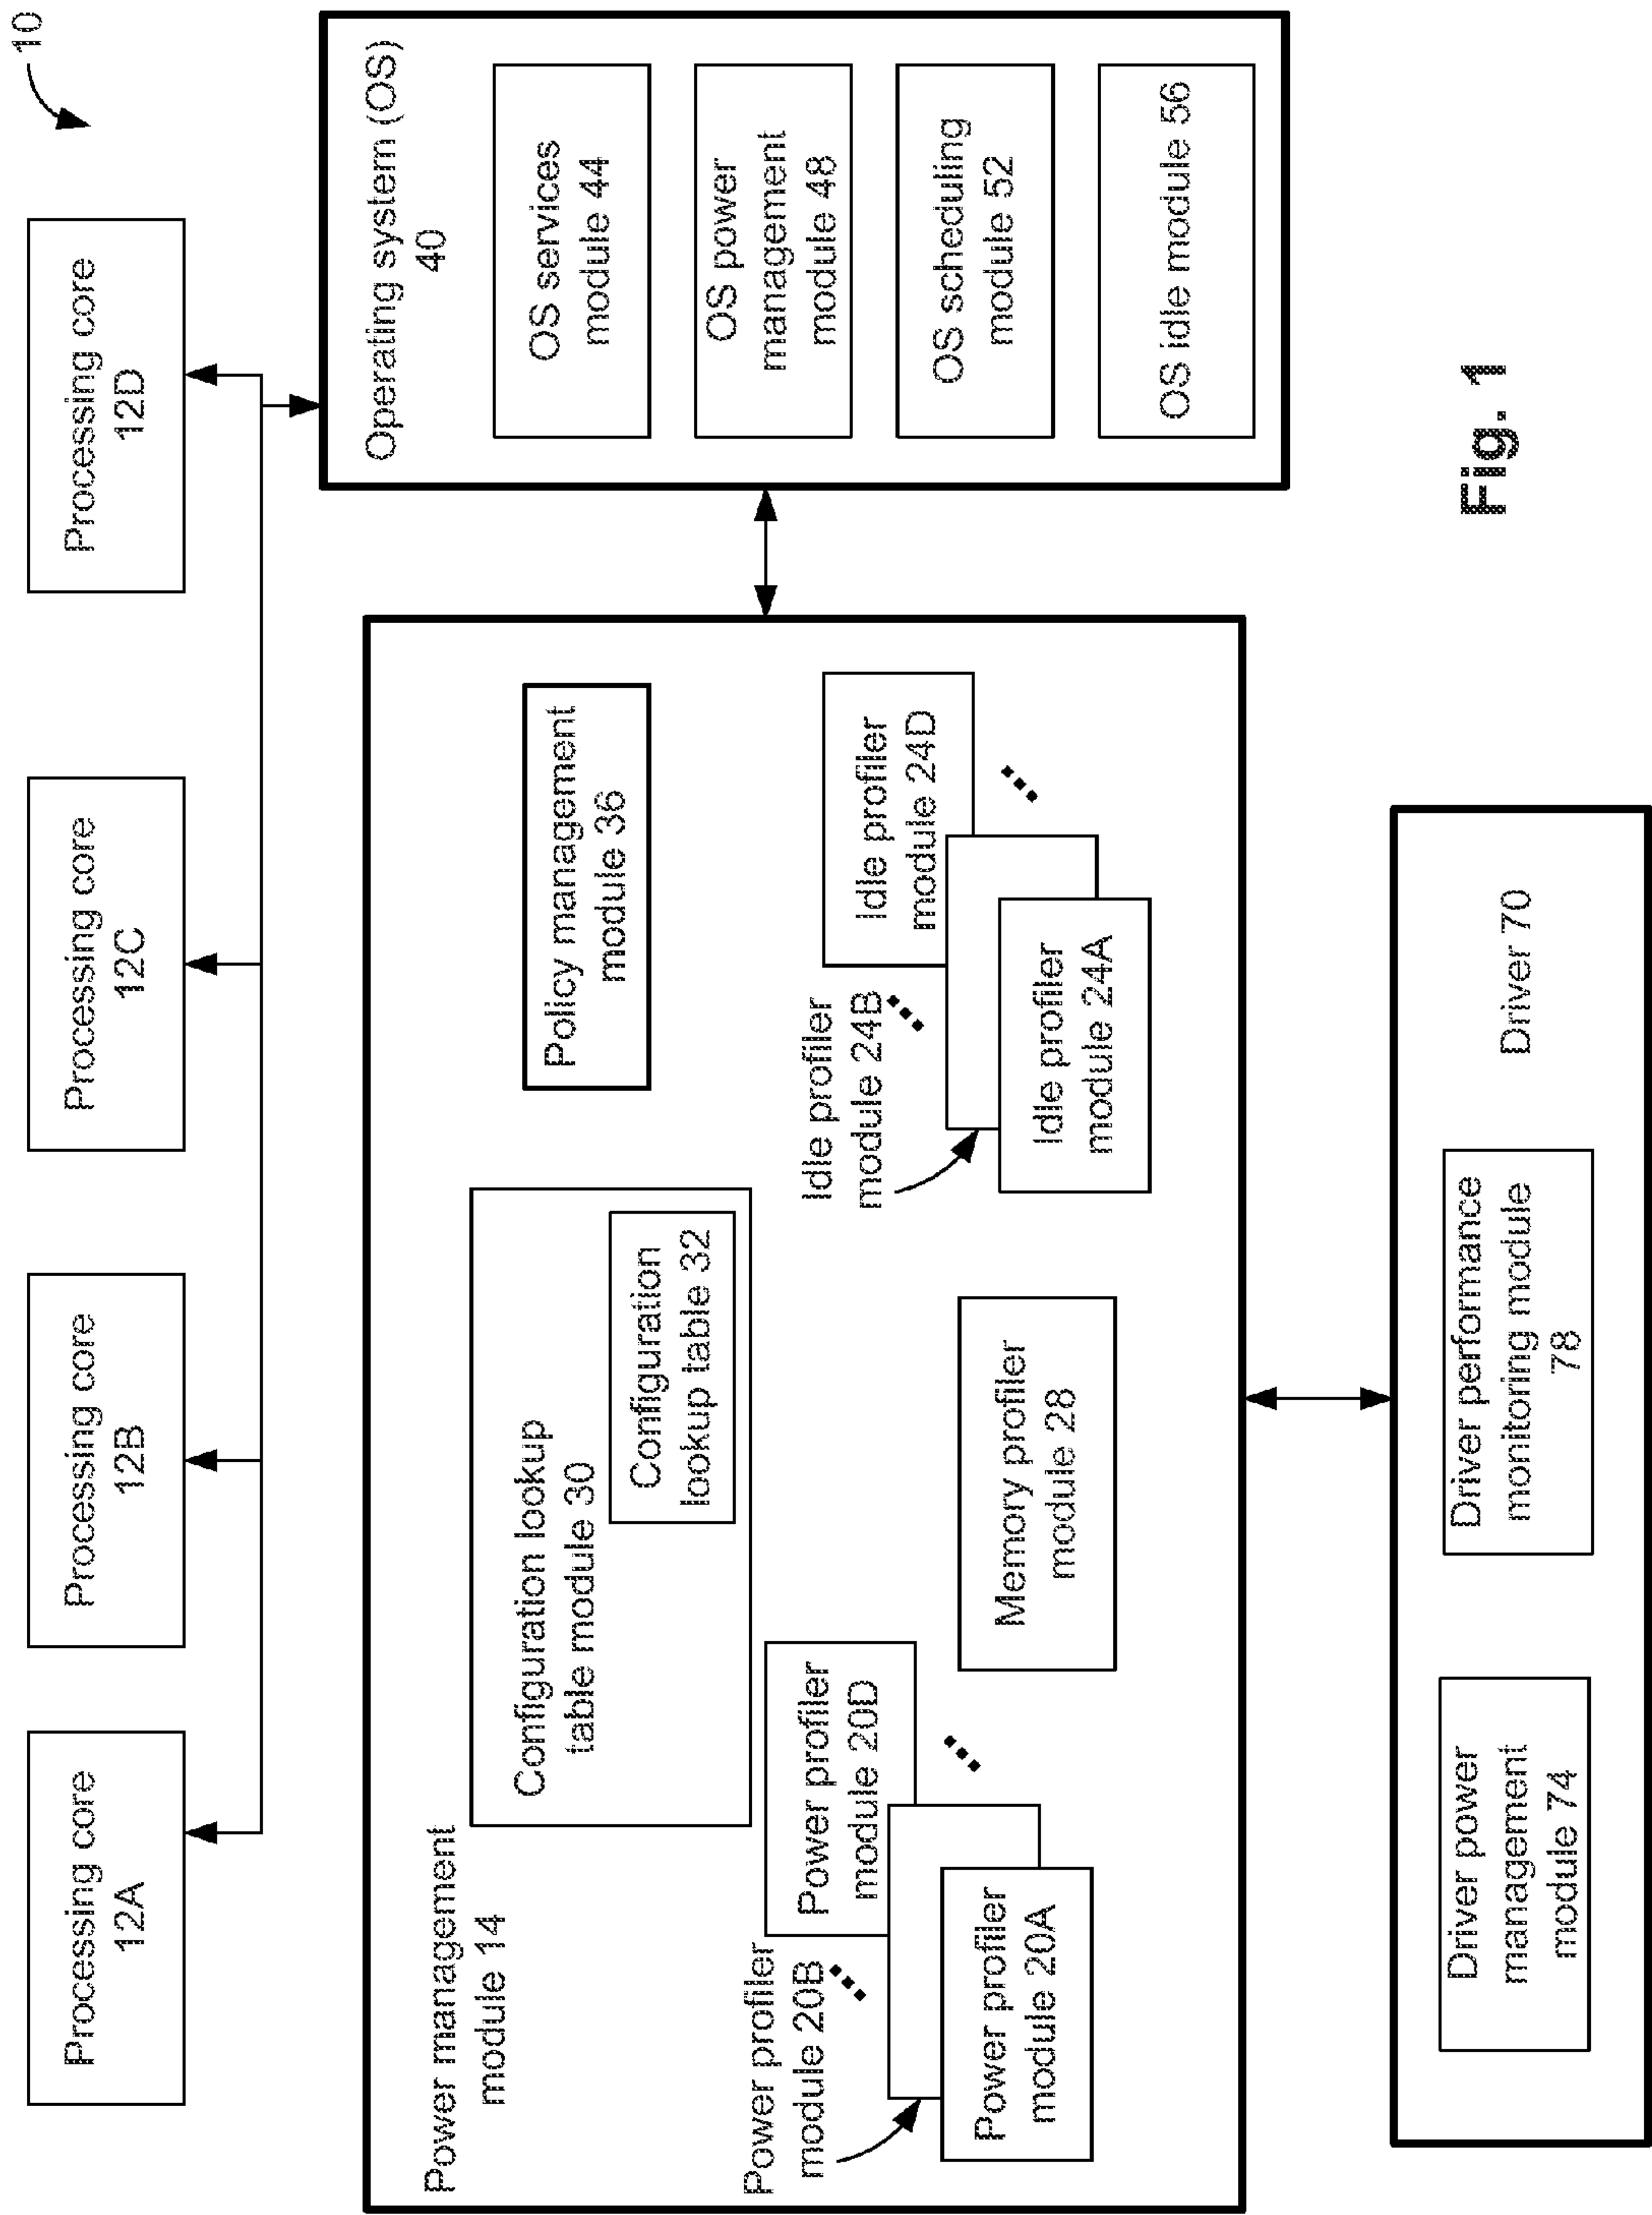 10
Processing core
12A
Processing core
12B
Processing core
12C
Processing core
12D
Power management
module 14
Configuration lookup
table module 30
Configuration
lookup table 32
Policy management
module 36
Power profiler
module 20B
Power profiler
module 20D
Power profiler
module 20A
Memory profiler
module 28
Idle profiler
module 24B
Idle profiler
module 24D
Idle profiler
module 24A
Operating system (OS)
40
OS services
module 44
OS power
management
module 48
OS scheduling
module 52
OS idle module 56
Driver power
management
module 74
Driver performance
monitoring module
78
Driver 70
Fig. 1